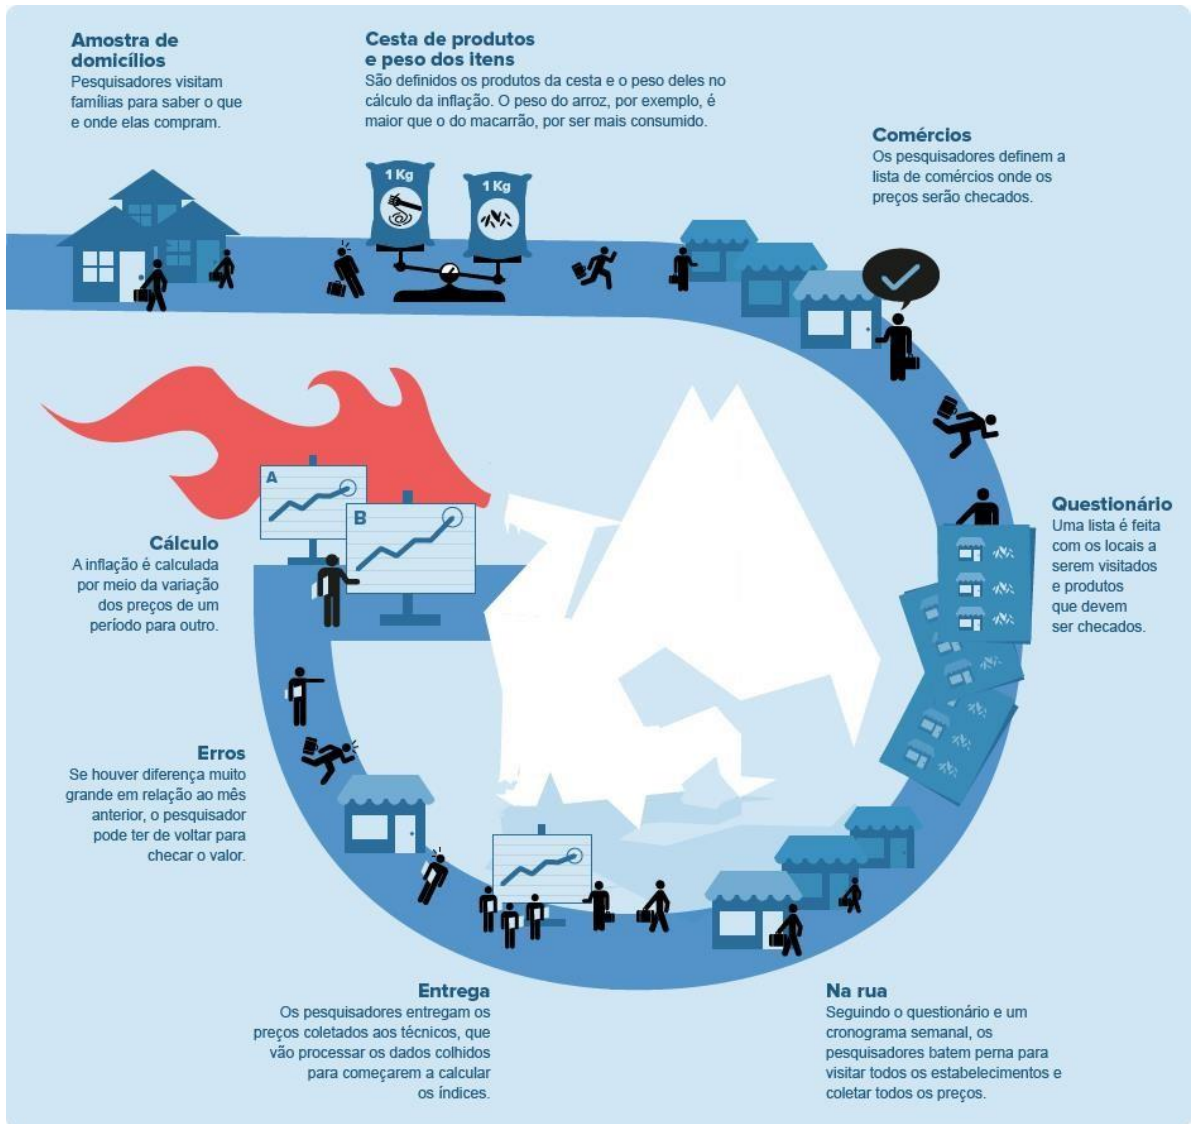 Amostra de
domicílios
Pesquisadores visitam
famílias para saber o que
e onde elas compram.
Cesta de produtos
e peso dos itens
São definidos os produtos da cesta e o peso deles no
cálculo da inflação. O peso do arroz, por exemplo, é
maior que o do macarrão, por ser mais consumido.
1 Kg
1 Kg
Comércios
Os pesquisadores definem a
lista de comércios onde os
preços serão checados.
Questionário
Uma lista é feita
com os locais a
serem visitados
e produtos
que devem
ser checados.
Na rua
Seguindo o questionário e um
cronograma semanal, os
pesquisadores batem perna para
visitar todos os estabelecimentos e
coletar todos os preços.
Entrega
Os pesquisadores entregam os
preços coletados aos técnicos, que
vão processar os dados colhidos
para começarem a calcular
os índices.
Erros
Se houver diferença muito
grande em relação ao mês
anterior, o pesquisador
pode ter de voltar para
checar o valor.
Cálculo
A inflação é calculada
por meio da variação
dos preços de um
período para outro.
A
B